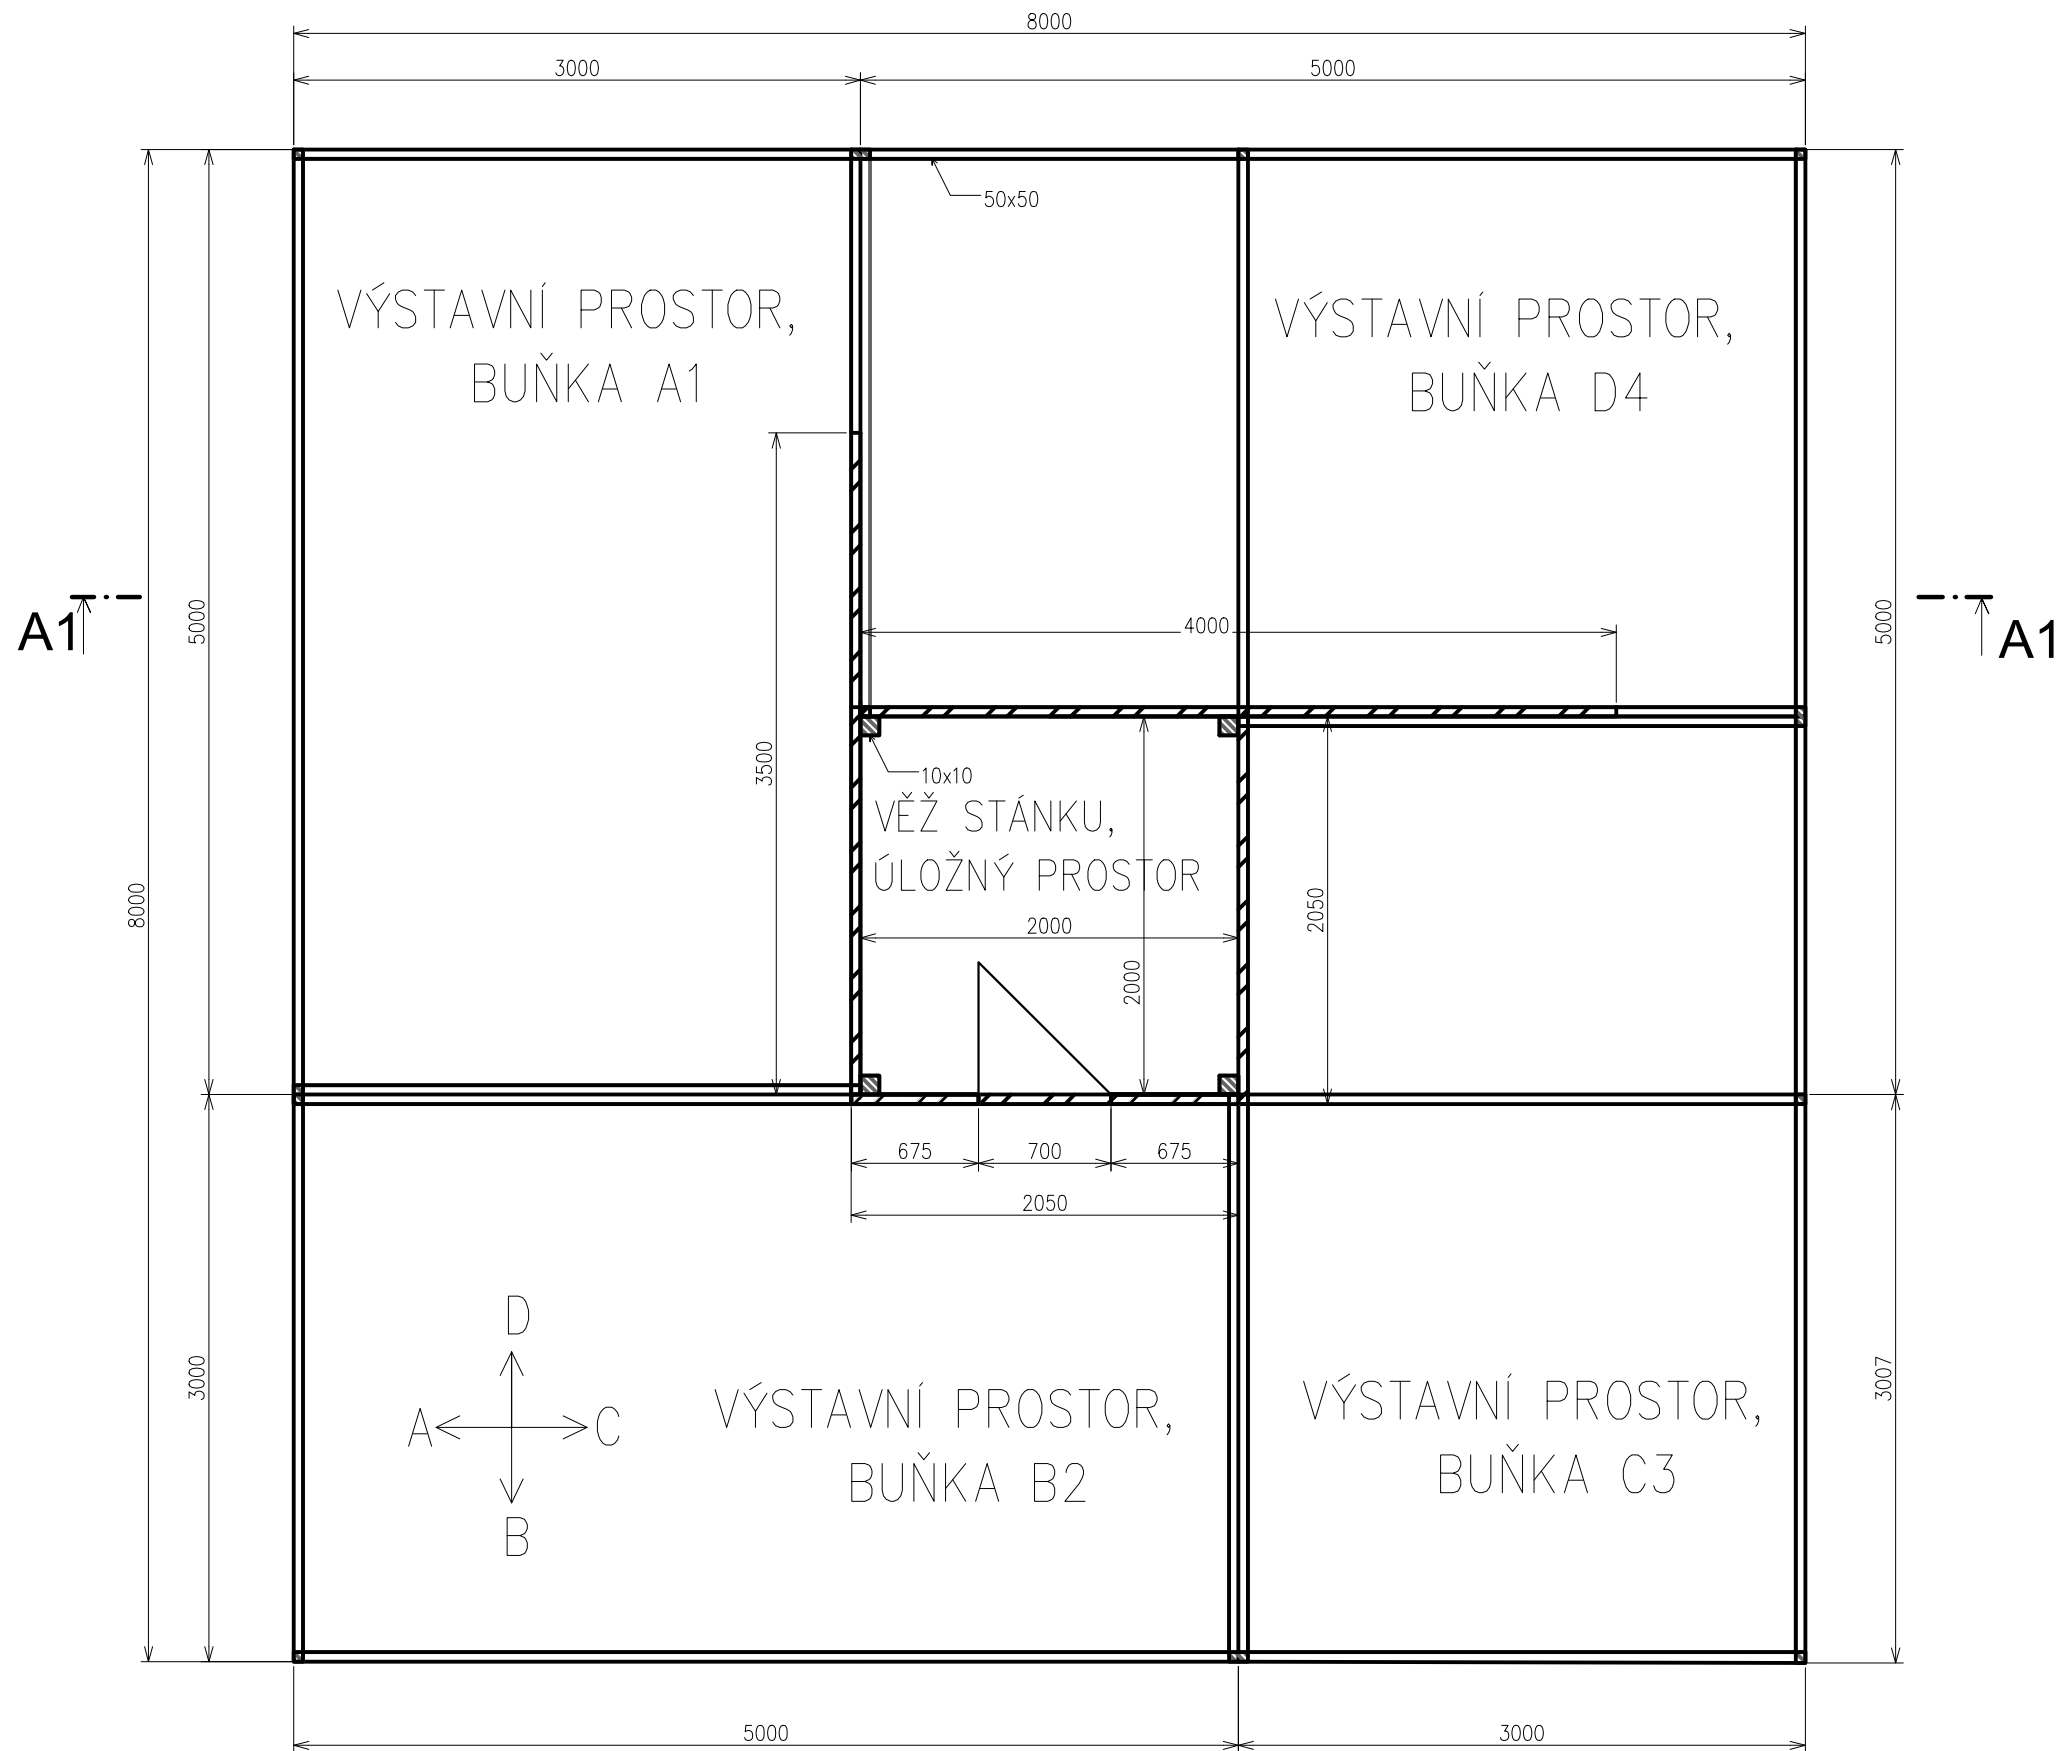 8000
3000
5000
50x50
VÝSTAVNÍ PROSTOR,
BUŇKA A1
VÝSTAVNÍ PROSTOR,
BUŇKA D4
A1
A1
5000
8000
3500
4000
5000
10x10
VĚŽ STÁNKU,
ÚLOŽNÝ PROSTOR
2000
2000
2050
675
700
675
2050
3000
3007
D
A
C
B
VÝSTAVNÍ PROSTOR,
BUŇKA B2
VÝSTAVNÍ PROSTOR,
BUŇKA C3
5000
3000